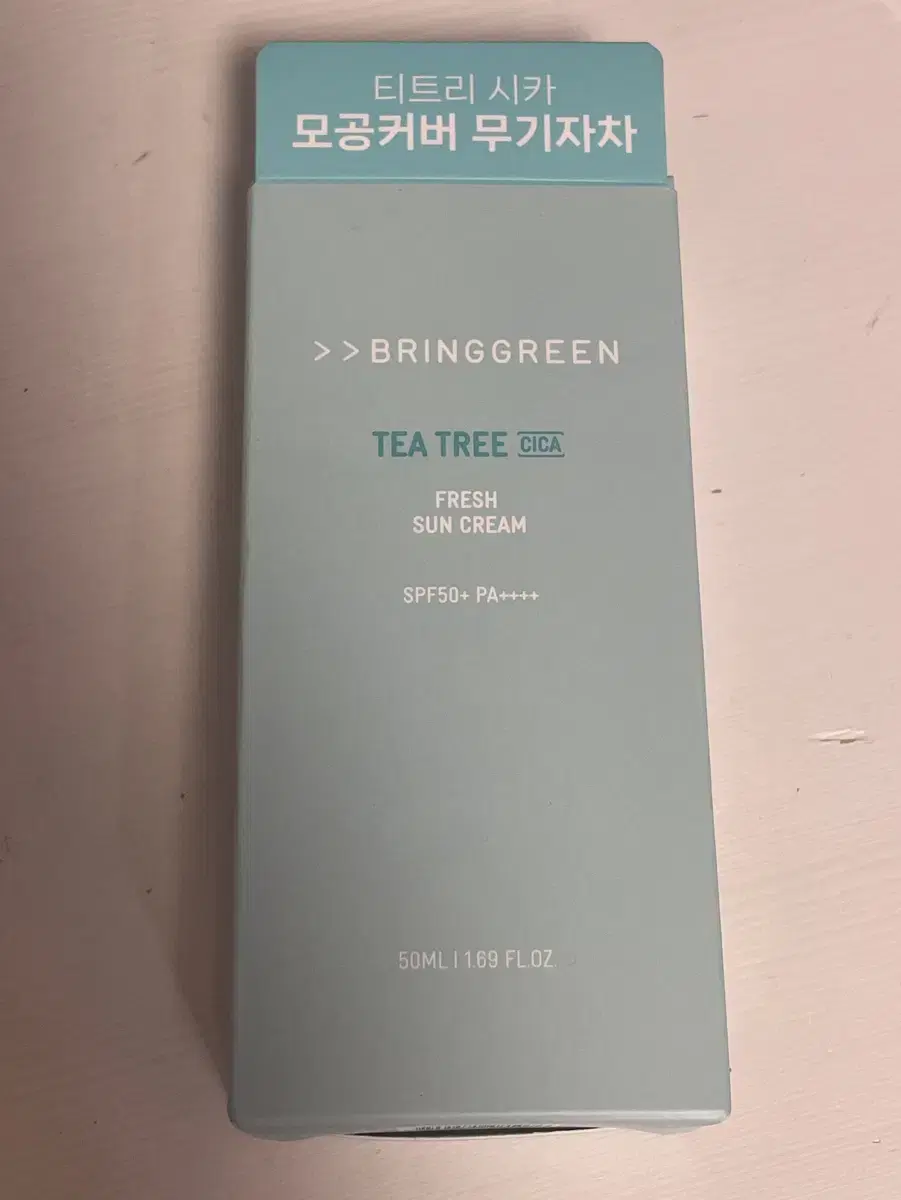 티트리 시카
모공커버 무기자차
>>BRINGGREEN
TEA TREE CICA
FRESH
SUN CREAM
SPF50+ PA++++
50ML | 1.69 FL.OZ.